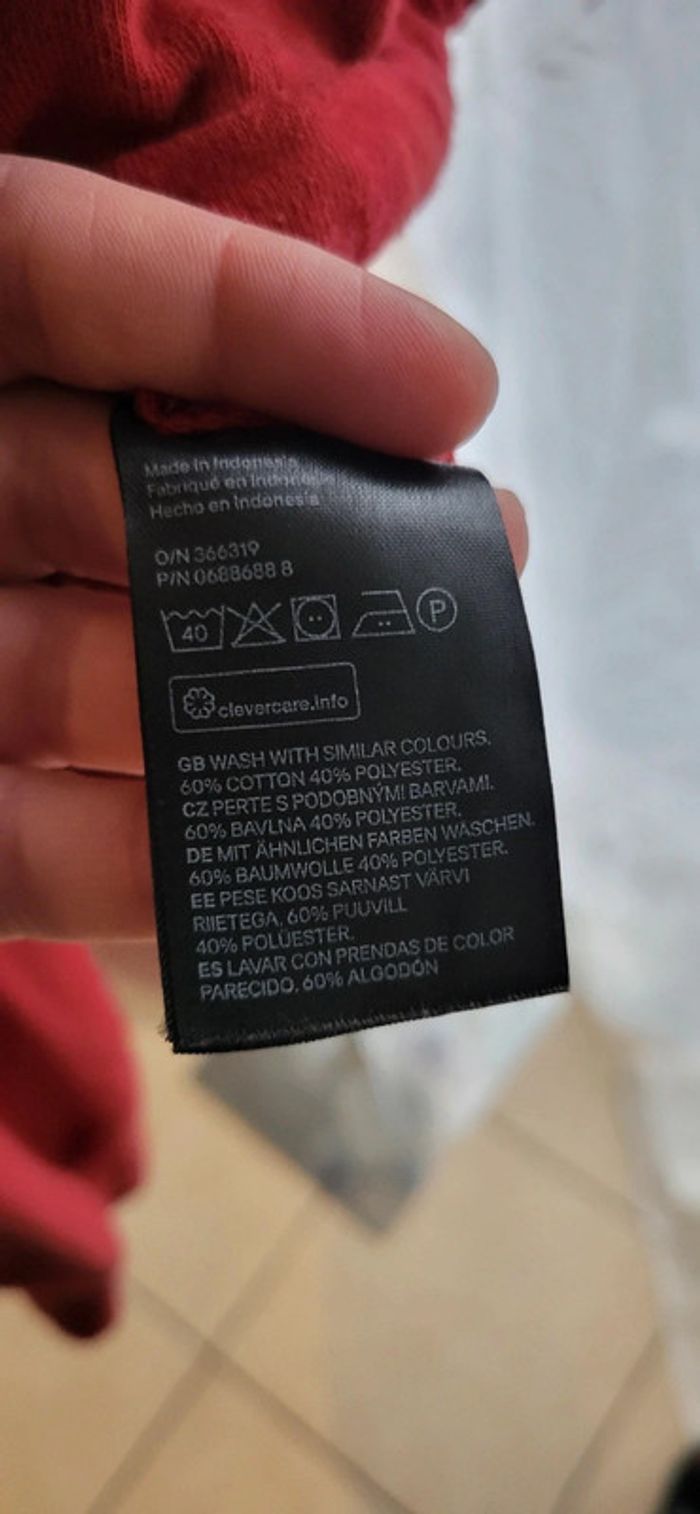 Made in Indonesia
Fabriqué en Indonesia
Hecho en Indonesia
O/N 366319
P/N 0688688 8
40 P
clevercare.info
GB WASH WITH SIMILAR COLOURS.
60% COTTON 40% POLYESTER.
CZ PERTE S PODOBNÝMI BARVAMI.
60% BAVLNA 40% POLYESTER.
DE MIT ÄHNLICHEN FARBEN WASCHEN.
60% BAUMWOLLE 40% POLYESTER.
EE PESE KOOS SARNAST VÄRVI
RIIETEGA, 60% PUUVILL
40% POLÜESTER.
ES LAVAR CON PRENDAS DE COLOR
PARECIDO. 60% ALGODÓN